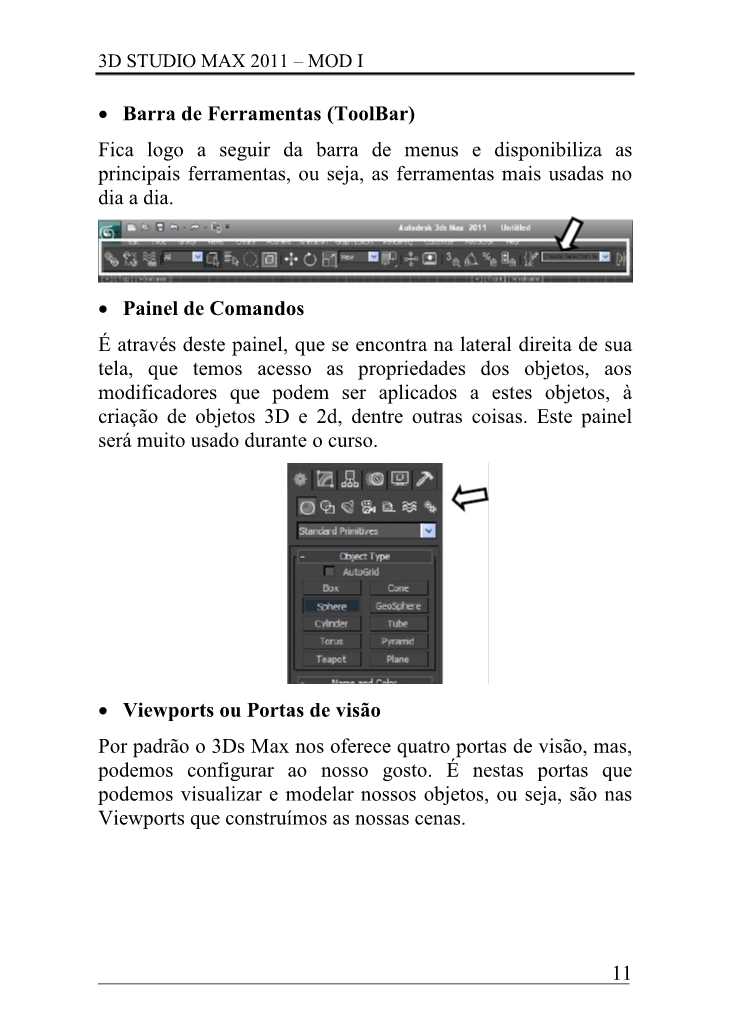 3D STUDIO MAX 2011 – MOD I
• Barra de Ferramentas (ToolBar)
Fica logo a seguir da barra de menus e disponibiliza as
principais ferramentas, ou seja, as ferramentas mais usadas no
dia a dia.
Autodesk 3ds Max 2011 Untitled
All View
• Painel de Comandos
É através deste painel, que se encontra na lateral direita de sua
tela, que temos acesso as propriedades dos objetos, aos
modificadores que podem ser aplicados a estes objetos, à
criação de objetos 3D e 2d, dentre outras coisas. Este painel
será muito usado durante o curso.
Standard Primitives
- Object Type
AutoGrid
Box Cone
Sphere GeoSphere
Cylinder Tube
Torus Pyramid
Teapot Plane
- Name and Color
• Viewports ou Portas de visão
Por padrão o 3Ds Max nos oferece quatro portas de visão, mas,
podemos configurar ao nosso gosto. É nestas portas que
podemos visualizar e modelar nossos objetos, ou seja, são nas
Viewports que construímos as nossas cenas.
11